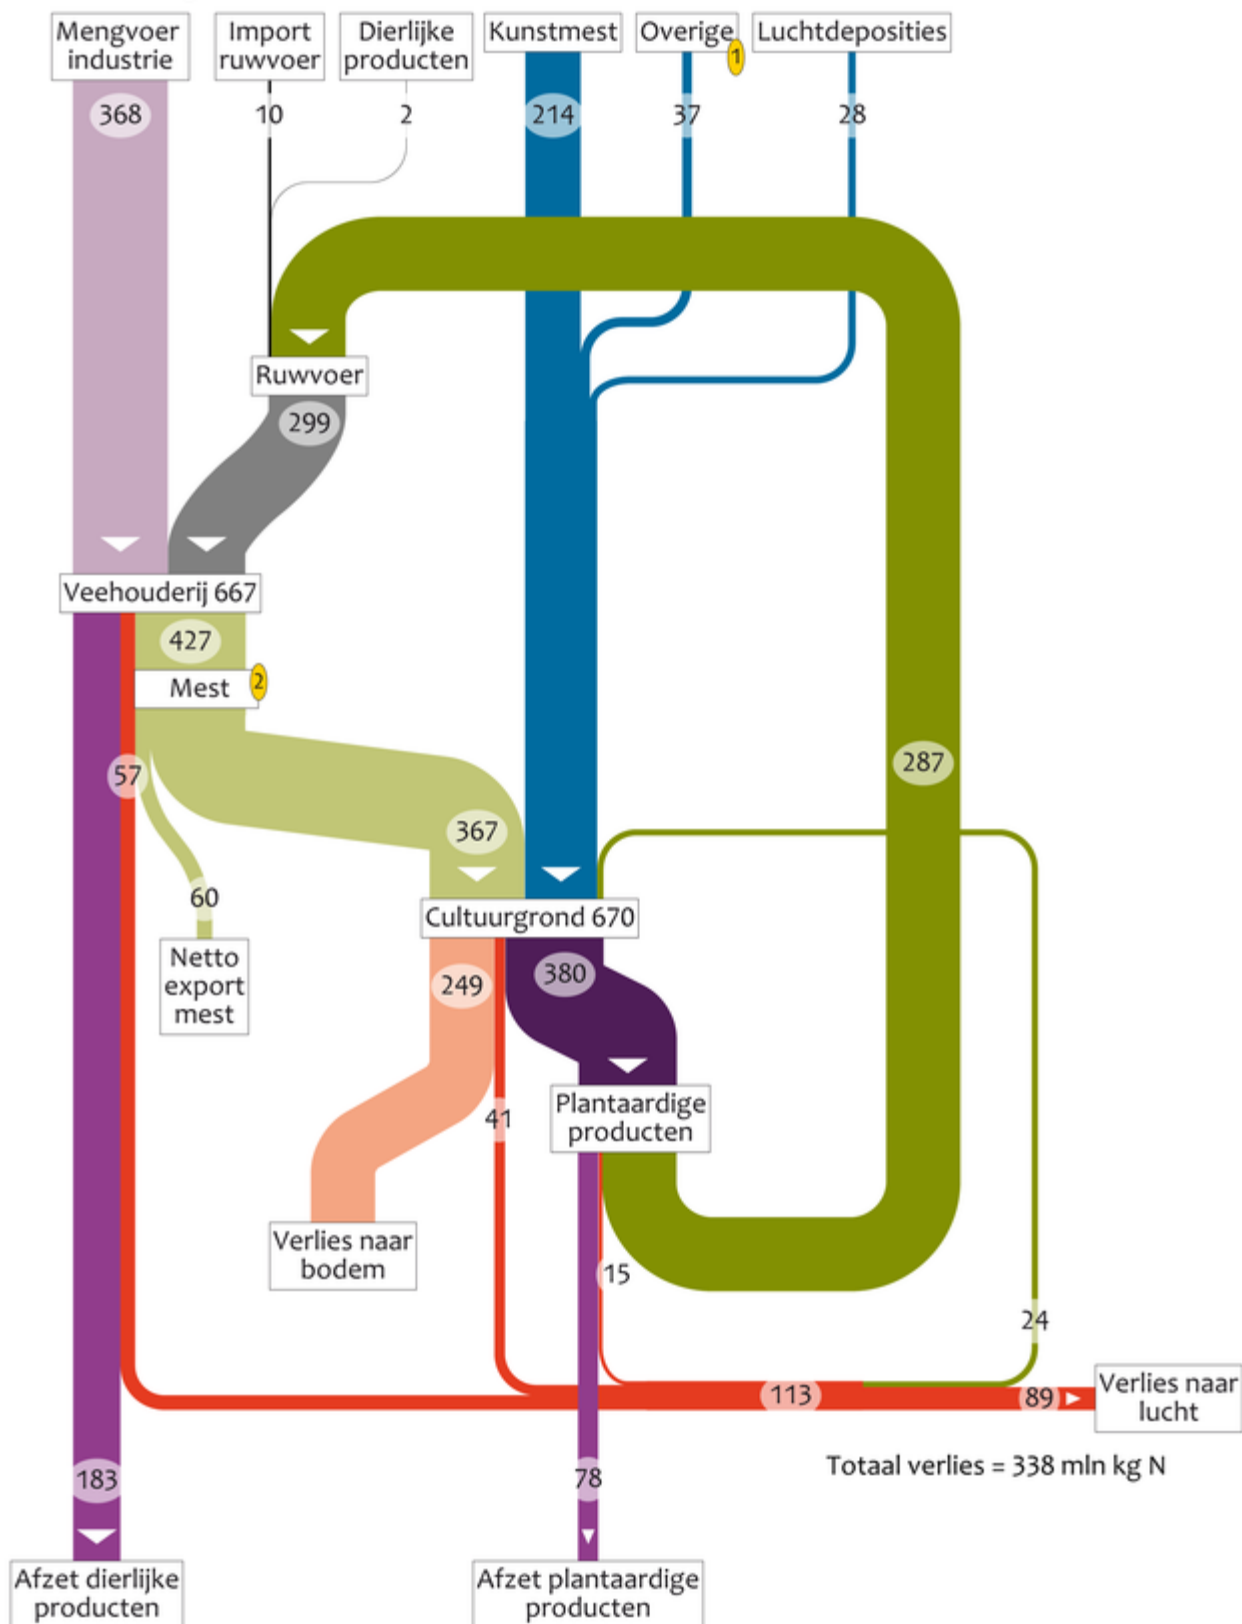 Mengvoer
industrie
Import
ruwvoer
Dierlijke
producten
Kunstmest
Overige
1
Luchtdeposities
368
10
2
214
37
28
Ruwvoer
299
Veehouderij 667
427
Mest
2
57
287
367
60
Cultuurgrond 670
Netto
export
mest
249
380
41
Plantaardige
producten
Verlies naar
bodem
15
24
113
89
Verlies naar
lucht
Totaal verlies = 338 mln kg N
183
78
Afzet dierlijke
producten
Afzet plantaardige
producten